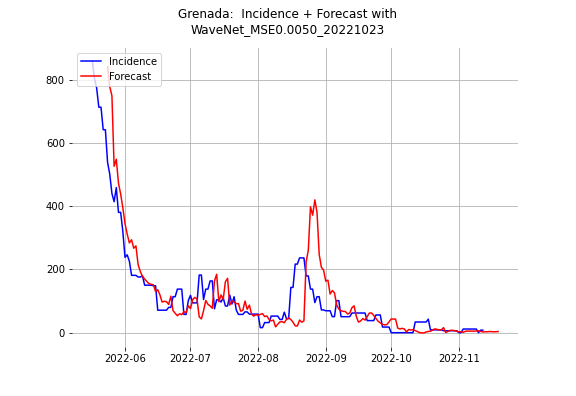 Grenada:  Incidence + Forecast with
WaveNet_MSE0.0050_20221023
Incidence
Forecast
800
600
400
200
0
2022-06
2022-07
2022-08
2022-09
2022-10
2022-11